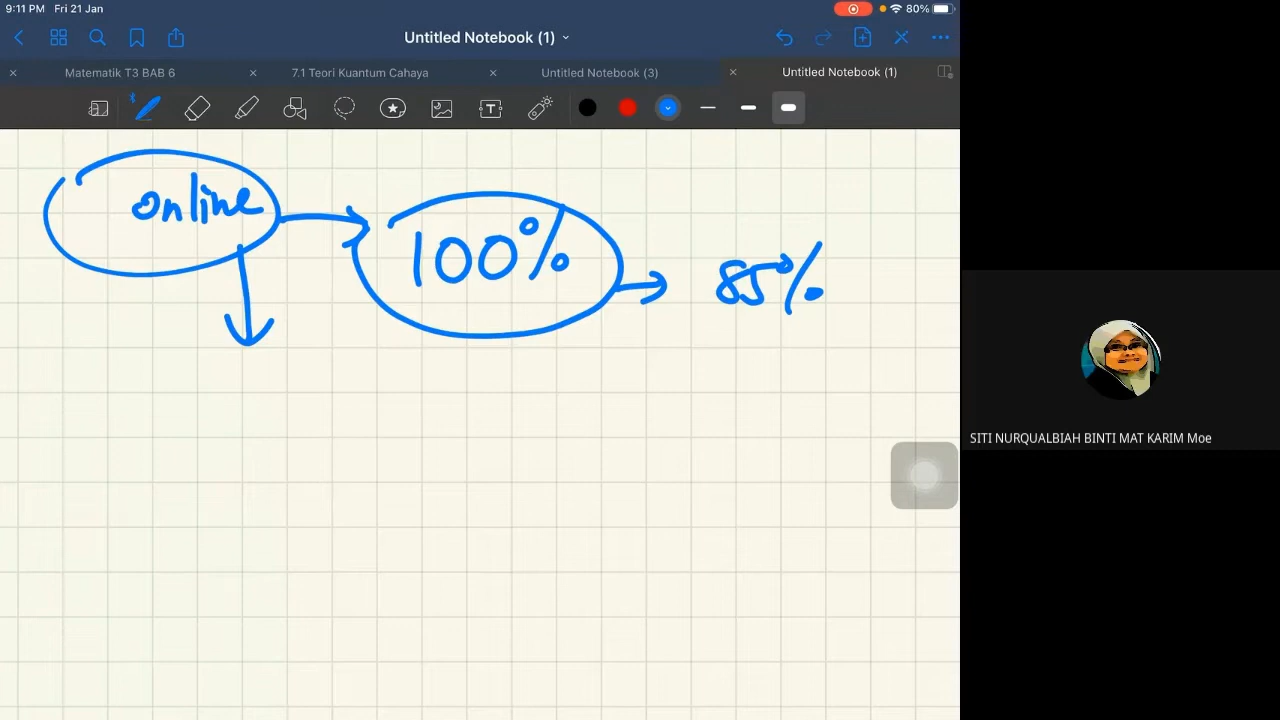 9:11 PM Fri 21 Jan
80%
Untitled Notebook (1)
Matematik T3 BAB 6
7.1 Teori Kuantum Cahaya
Untitled Notebook (3)
Untitled Notebook (1)
T
online
100%
85%
SITI NURQUALBIAH BINTI MAT KARIM Moe